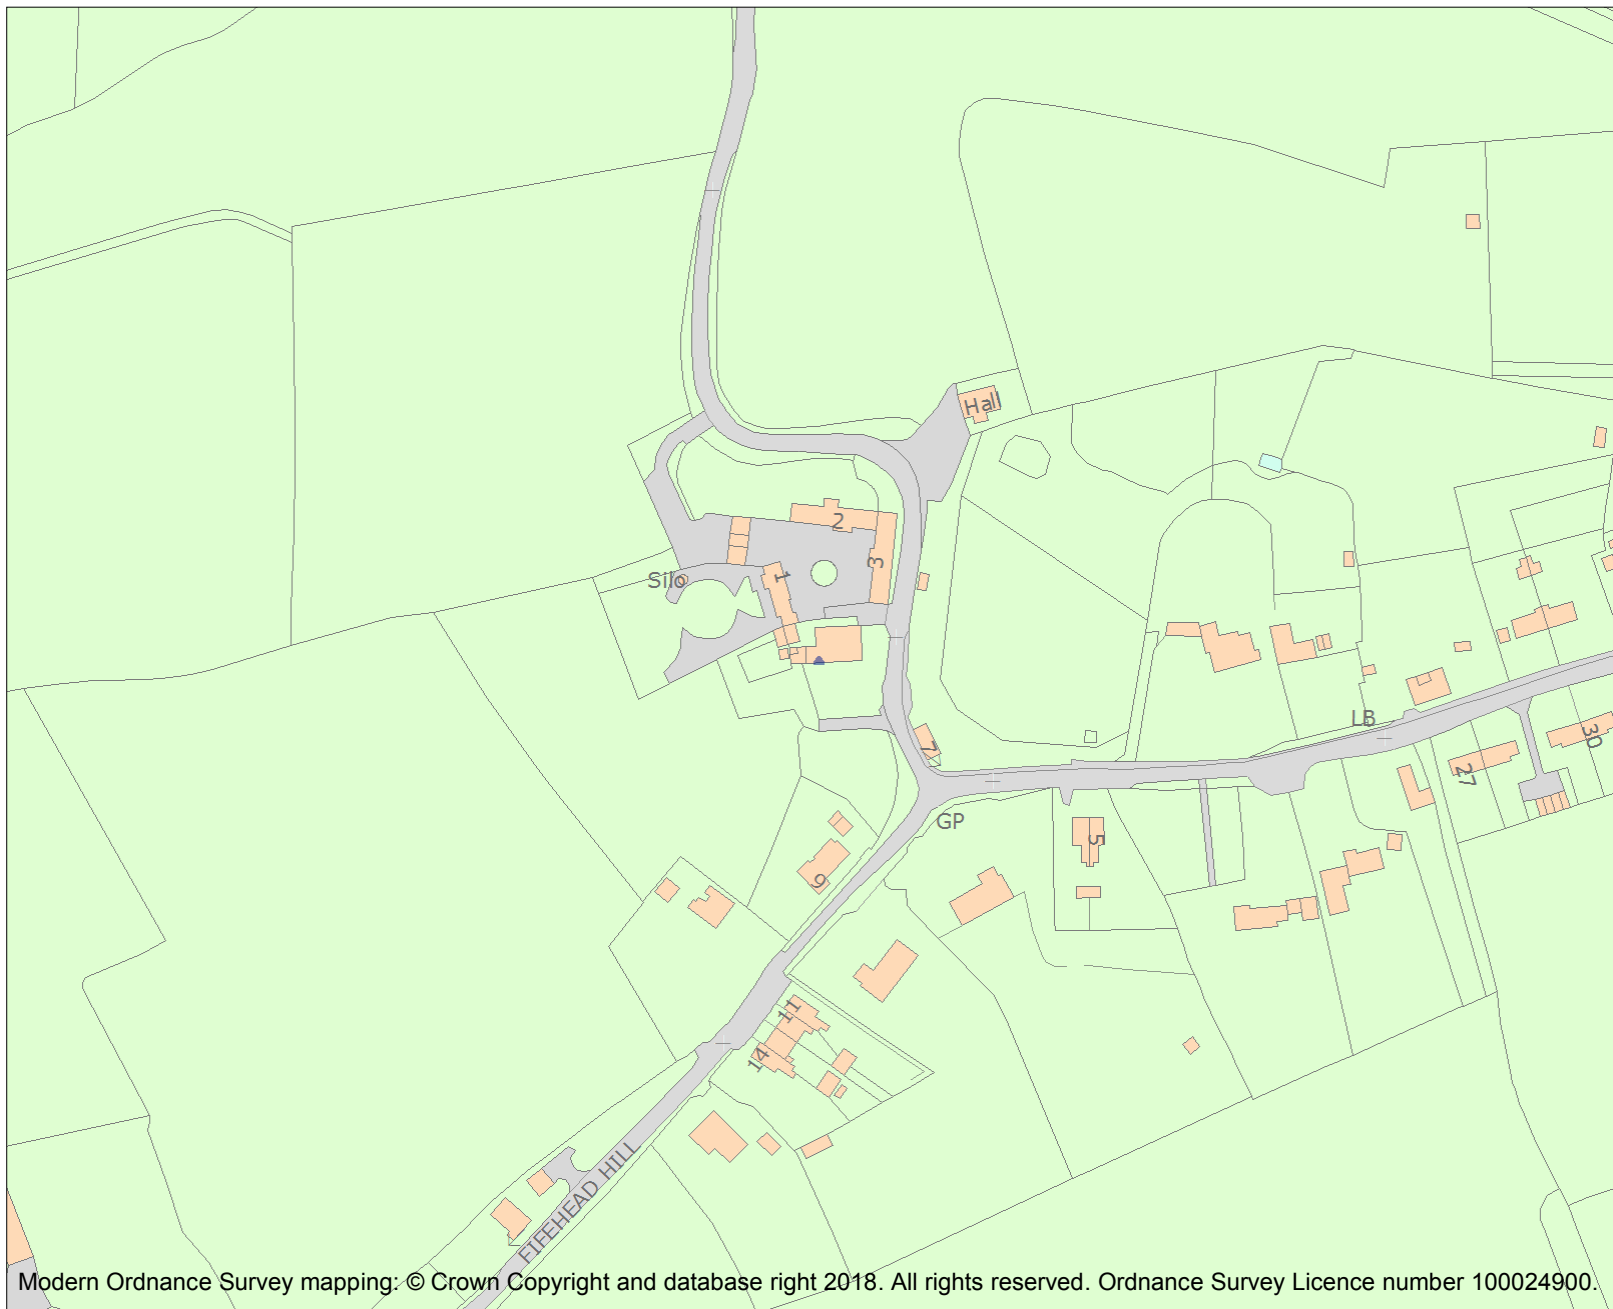 Hall
2
3
1
Silo
7
LB
30
27
GP
5
9
11
14
FIFEHEAD HILL
Modern Ordnance Survey mapping: © Crown Copyright and database right 2018. All rights reserved. Ordnance Survey Licence number 100024900.